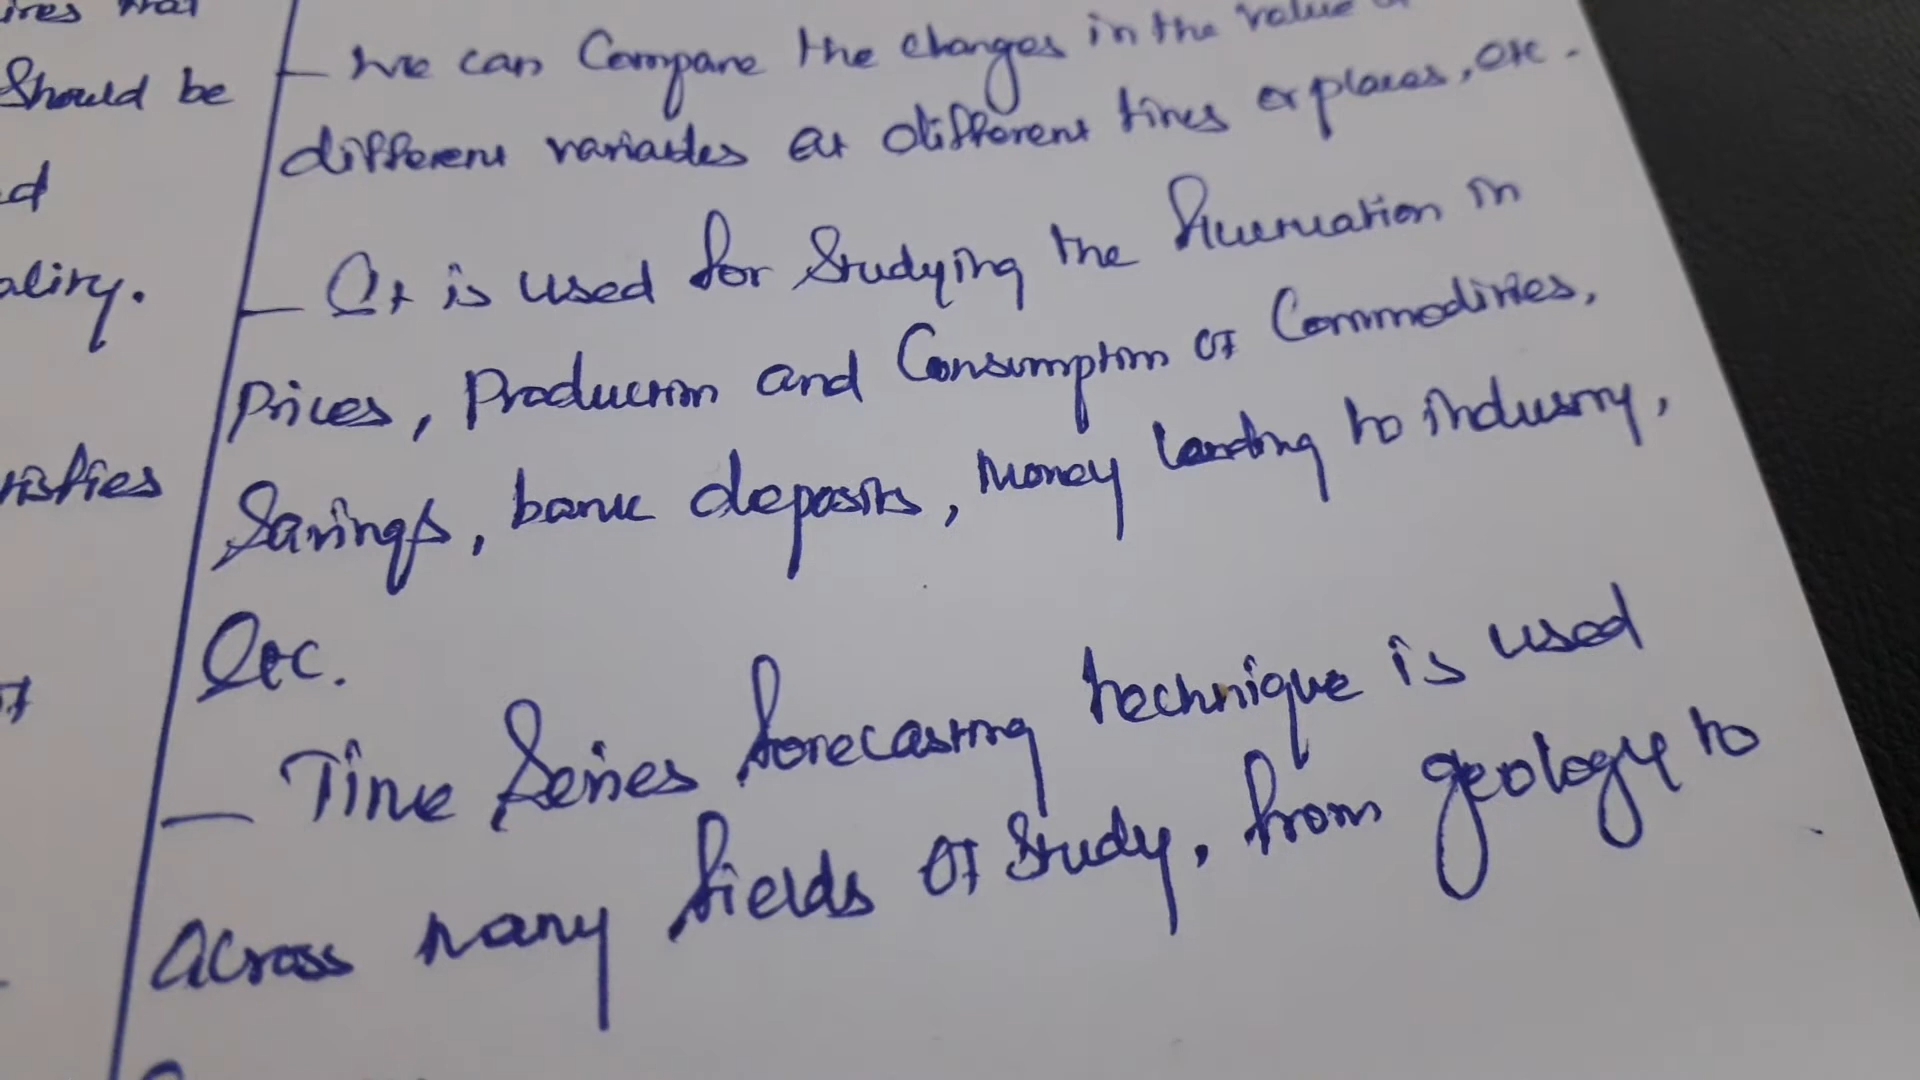 Should be
ality.
- We can Compare the changes in the value of
different variables at different times or places, etc.
- It is used for Studying the fluctuation in
Prices, Production and Consumption of Commodities,
Savings, bank deposits, Money lending to industry,
Etc.
- Time Series forecasting technique is used
across many fields of Study, from geology to